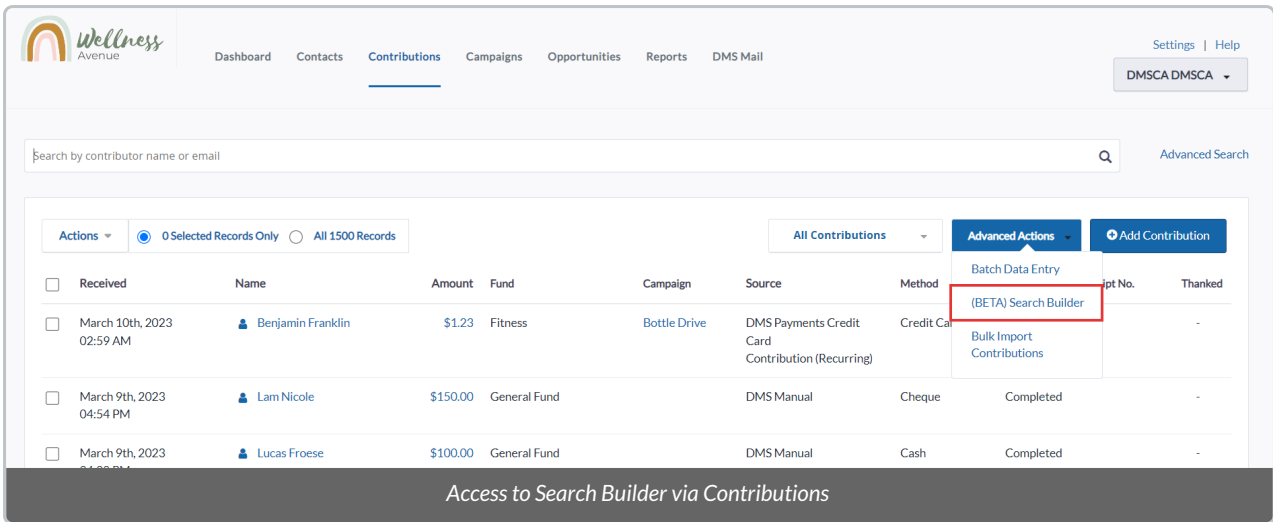 Wellness
Avenue
Dashboard Contacts Contributions Campaigns Opportunities Reports DMS Mail
Settings | Help
DMSCA DMSCA
Search by contributor name or email
Advanced Search
Actions 0 Selected Records Only All 1500 Records All Contributions Advanced Actions Add Contribution
Batch Data Entry
(BETA) Search Builder
Bulk Import
Contributions
Received Name Amount Fund Campaign Source Method ipt No. Thanked
March 10th, 2023 Benjamin Franklin $1.23 Fitness Bottle Drive DMS Payments Credit Credit Ca -
02:59 AM Card
Contribution (Recurring)
March 9th, 2023 Lam Nicole $150.00 General Fund DMS Manual Cheque Completed -
04:54 PM
March 9th, 2023 Lucas Froese $100.00 General Fund DMS Manual Cash Completed -
Access to Search Builder via Contributions